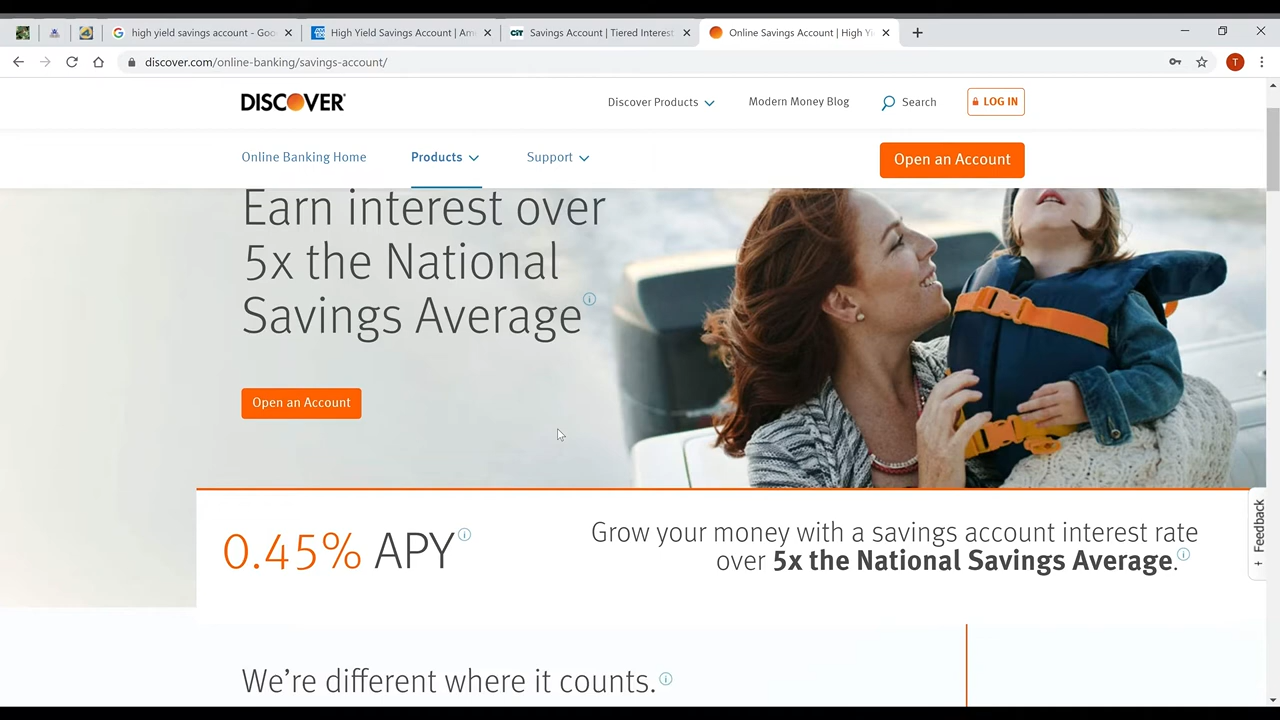 high yield savings account - Goo
High Yield Savings Account | Am
CIT
Savings Account | Tiered Interest
Online Savings Account | High Yi
discover.com/online-banking/savings-account/
T
DISCOVER
Discover Products
Modern Money Blog
Search
LOG IN
Online Banking Home
Products
Support
Open an Account
Earn interest over
5x the National
Savings Average
Open an Account
0.45% APY
Grow your money with a savings account interest rate
over 5x the National Savings Average.
+ Feedback
We're different where it counts.